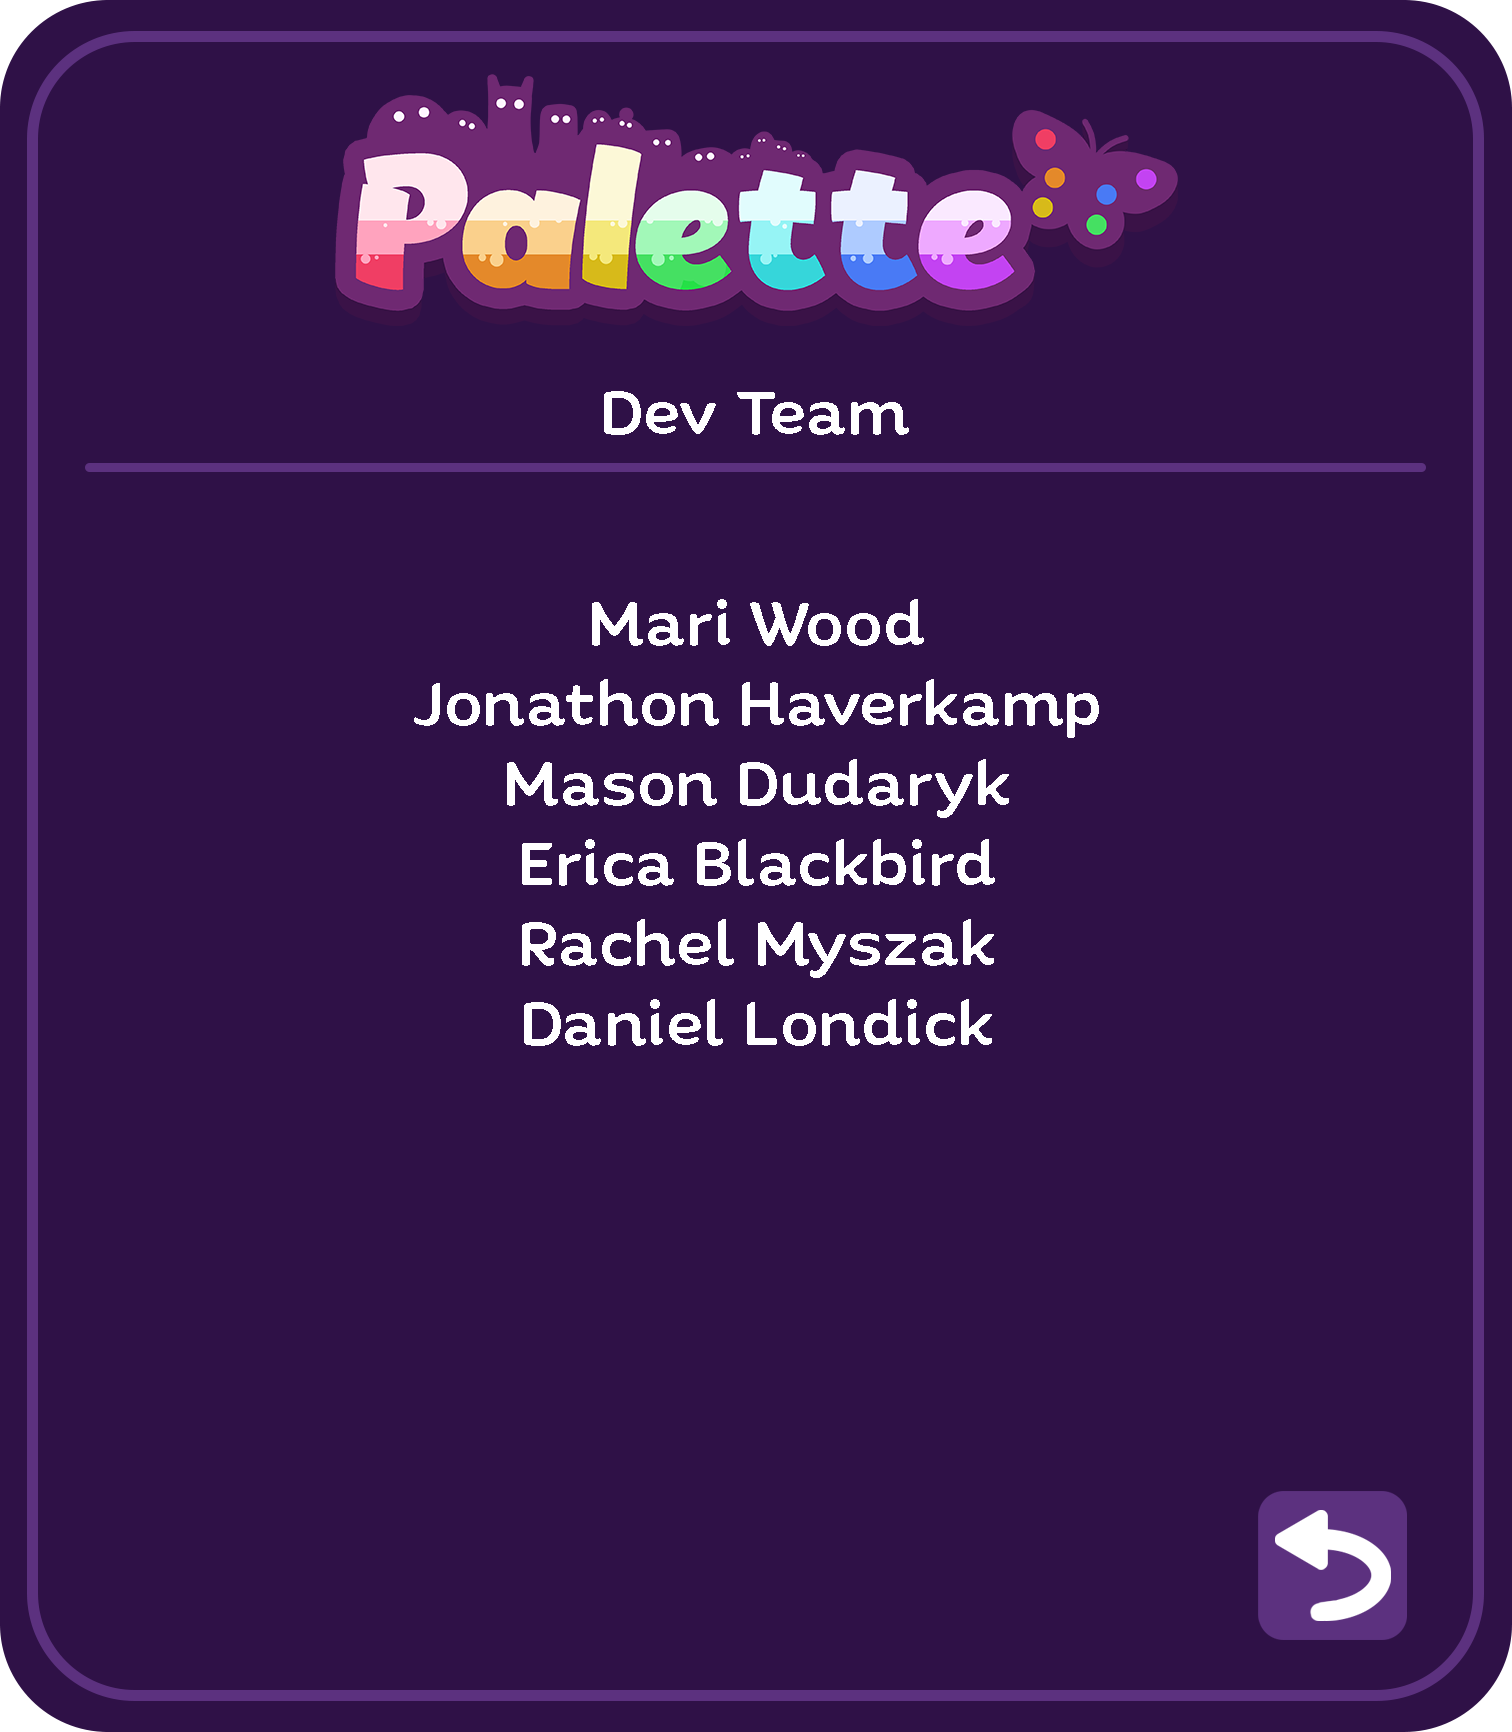 Palette
Dev Team
Mari Wood
Jonathon Haverkamp
Mason Dudaryk
Erica Blackbird
Rachel Myszak
Daniel Londick